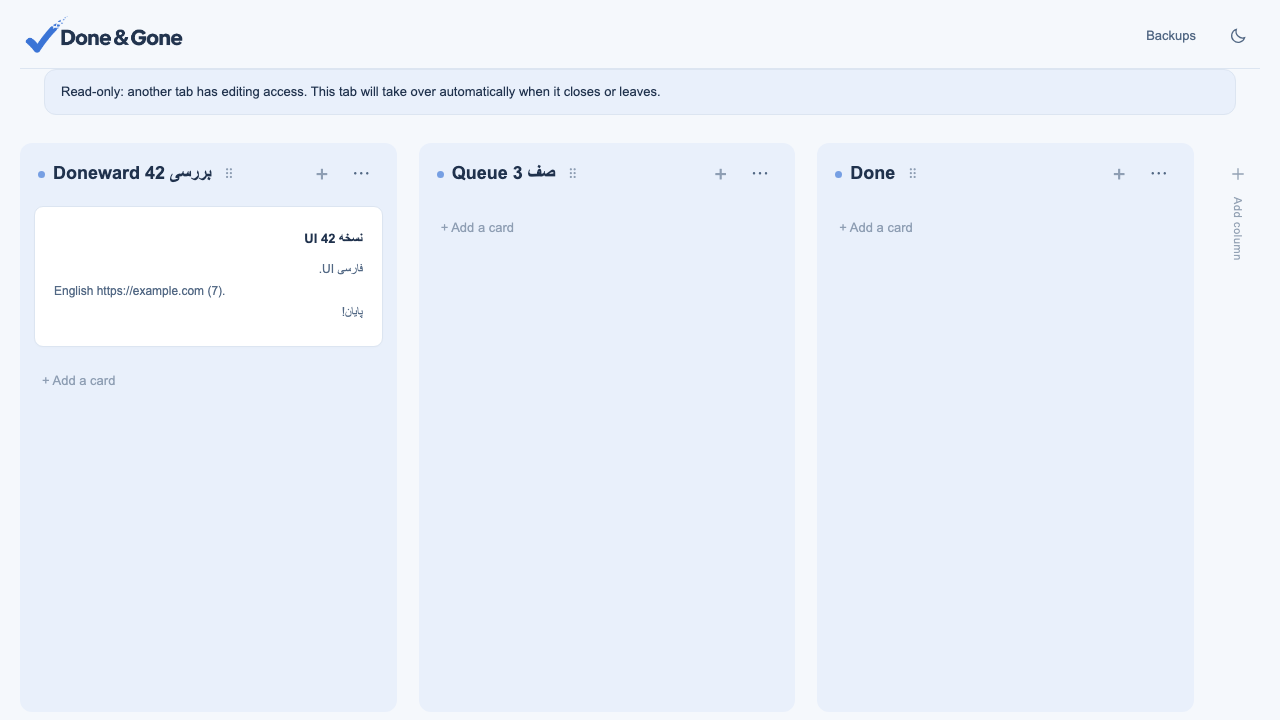 Done&Gone
Backups
Read-only: another tab has editing access. This tab will take over automatically when it closes or leaves.
Doneward 42 بررسی
نسخه UI 42
فارسی UI.
English https://example.com (7).
پایان!
+ Add a card
Queue 3 صف
+ Add a card
Done
+ Add a card
Add column